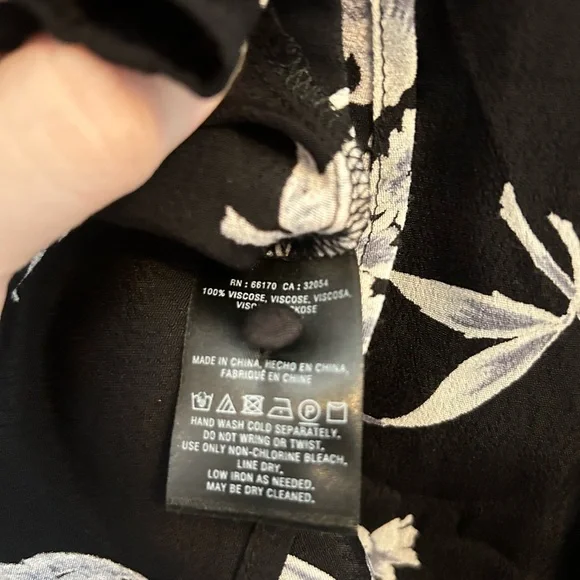 RN : 66170 CA : 32054
100% VISCOSE, VISCOSE, VISCOSA,
MADE IN CHINA, HECHO EN CHINA,
FABRIQUÉ EN CHINE
P
HAND WASH COLD SEPARATELY.
DO NOT WRING OR TWIST.
USE ONLY NON-CHLORINE BLEACH.
LINE DRY.
LOW IRON AS NEEDED.
MAY BE DRY CLEANED.